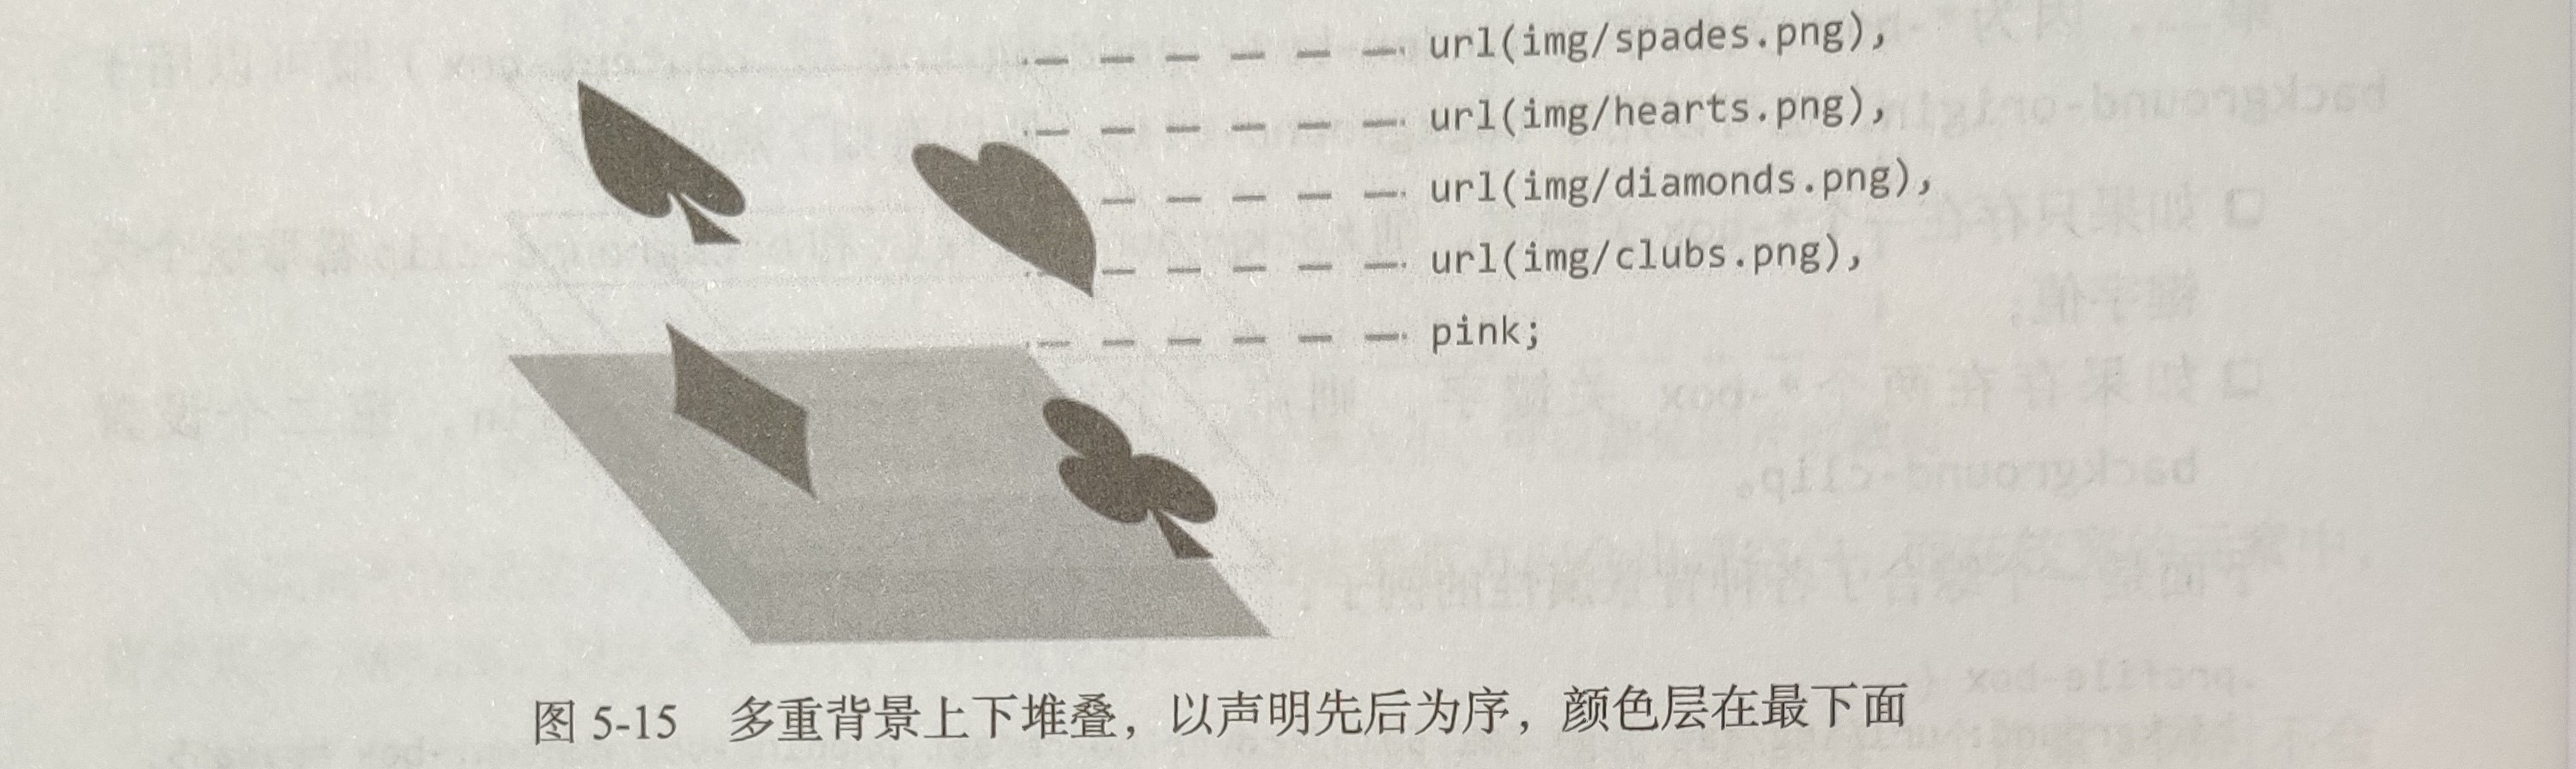 url(img/spades.png),
url(img/hearts.png),
url(img/diamonds.png),
url(img/clubs.png),
pink;
图 5-15 多重背景上下堆叠，以声明先后为序，颜色层在最下面